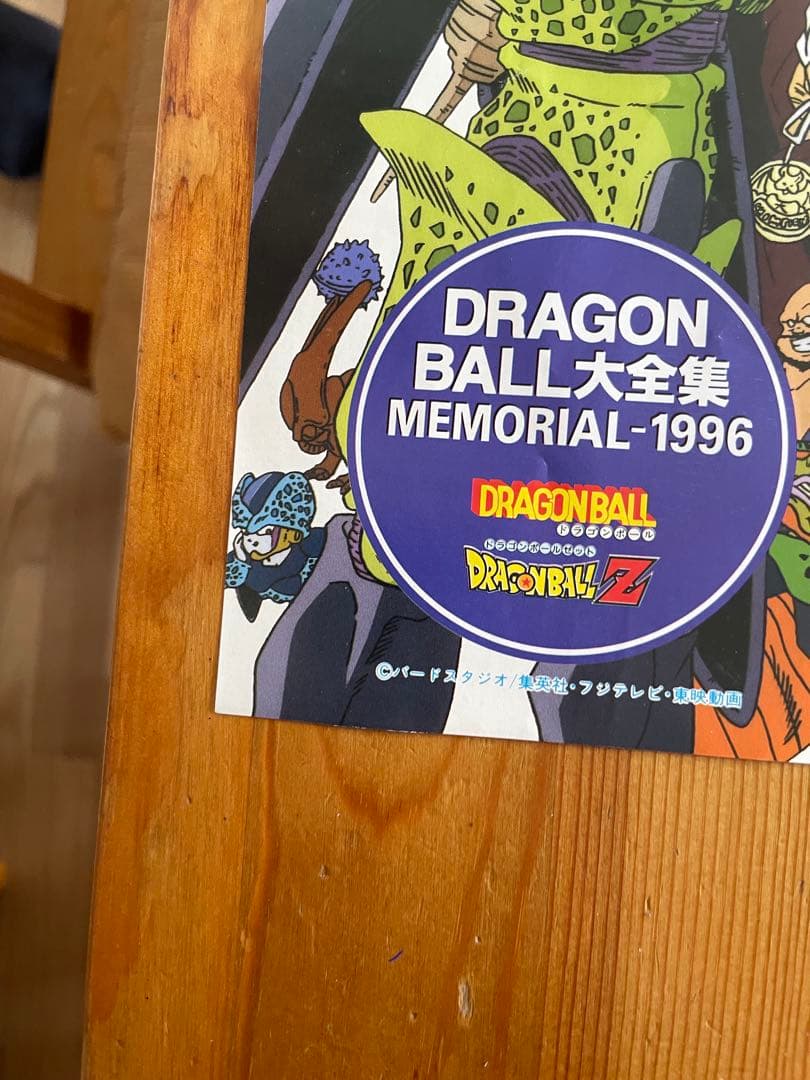 DRAGON
BALL大全集
MEMORIAL-1996
DRAGONBALL
ドラゴンボール
ドラゴンボールゼット
DRAGONBALL Z
©バードスタジオ/集英社・フジテレビ・東映動画